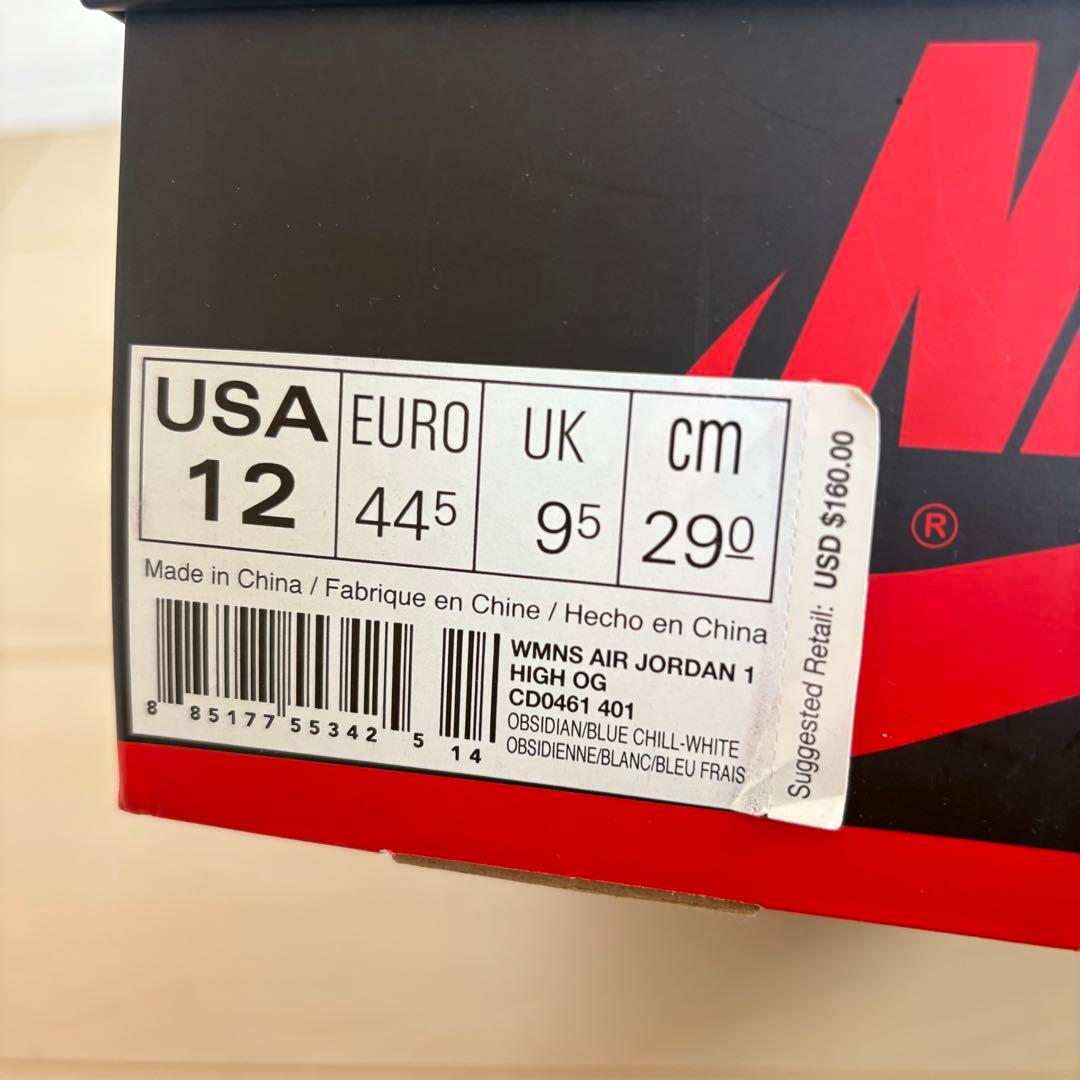 USA EURO UK cm
12 44 5 9 5 29 0
Made in China / Fabrique en Chine / Hecho en China
WMNS AIR JORDAN 1
HIGH OG
CD0461 401
OBSIDIAN/BLUE CHILL-WHITE
OBSIDIENNE/BLANC/BLEU FRAIS
8 85177 55342 5 14
Suggested Retail: USD $160.00
®